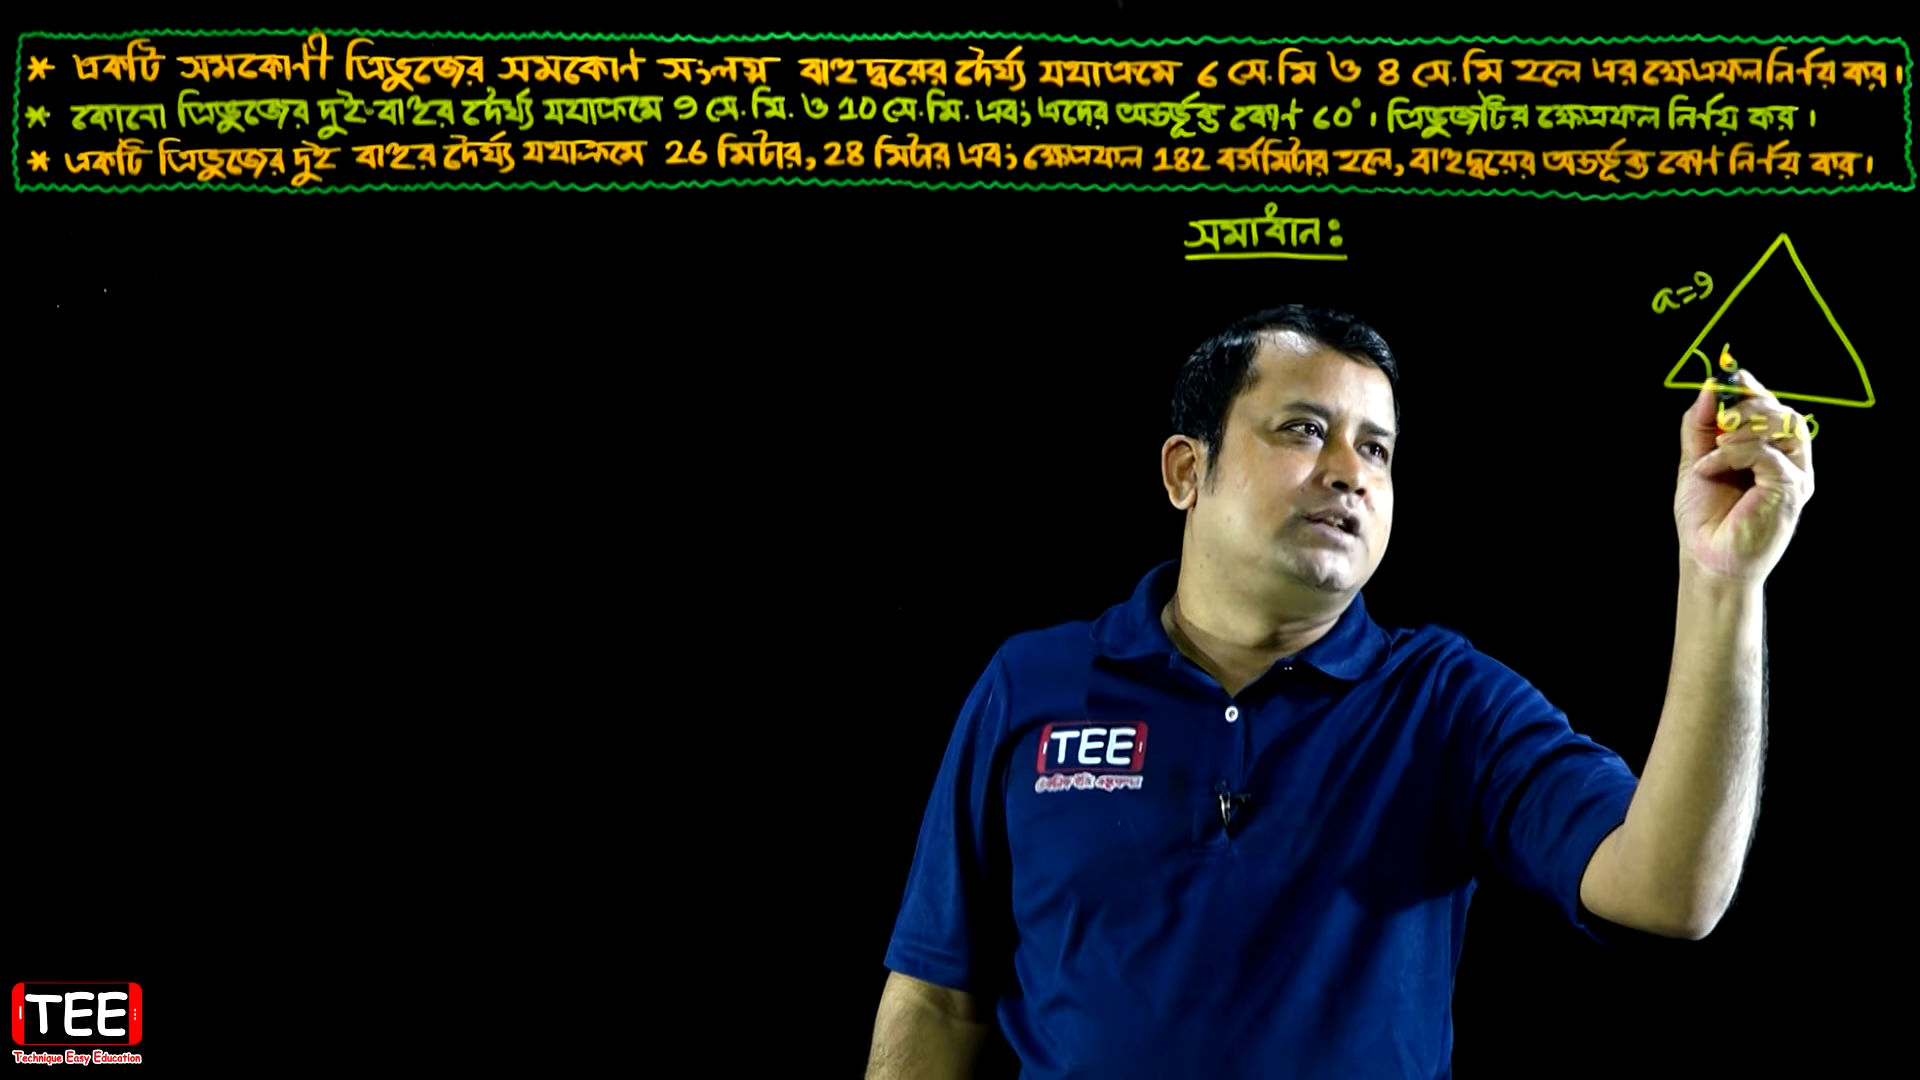 * একটি সমকোণী ত্রিভুজের সমকোণ সংলগ্ন বাহুদ্বয়ের দৈর্ঘ্য যথাক্রমে 6 সে.মি ও 8 সে.মি হলে এর ক্ষেত্রফল নির্ণয় কর।
* কোনো ত্রিভুজের দুই-বাহুর দৈর্ঘ্য যথাক্রমে 9 সে.মি. ও 10 সে.মি. এবং এদের অন্তর্ভূক্ত কোণ 60°। ত্রিভুজটির ক্ষেত্রফল নির্ণয় কর।
* একটি ত্রিভুজের দুই বাহুর দৈর্ঘ্য যথাক্রমে 26 মিটার, 28 মিটার এবং ক্ষেত্রফল 182 বর্গমিটার হলে, বাহুদ্বয়ের অন্তর্ভূক্ত কোণ নির্ণয় কর।
সমাধান:
a=9
6
b=10
TEE
TEE
Technique Easy Education